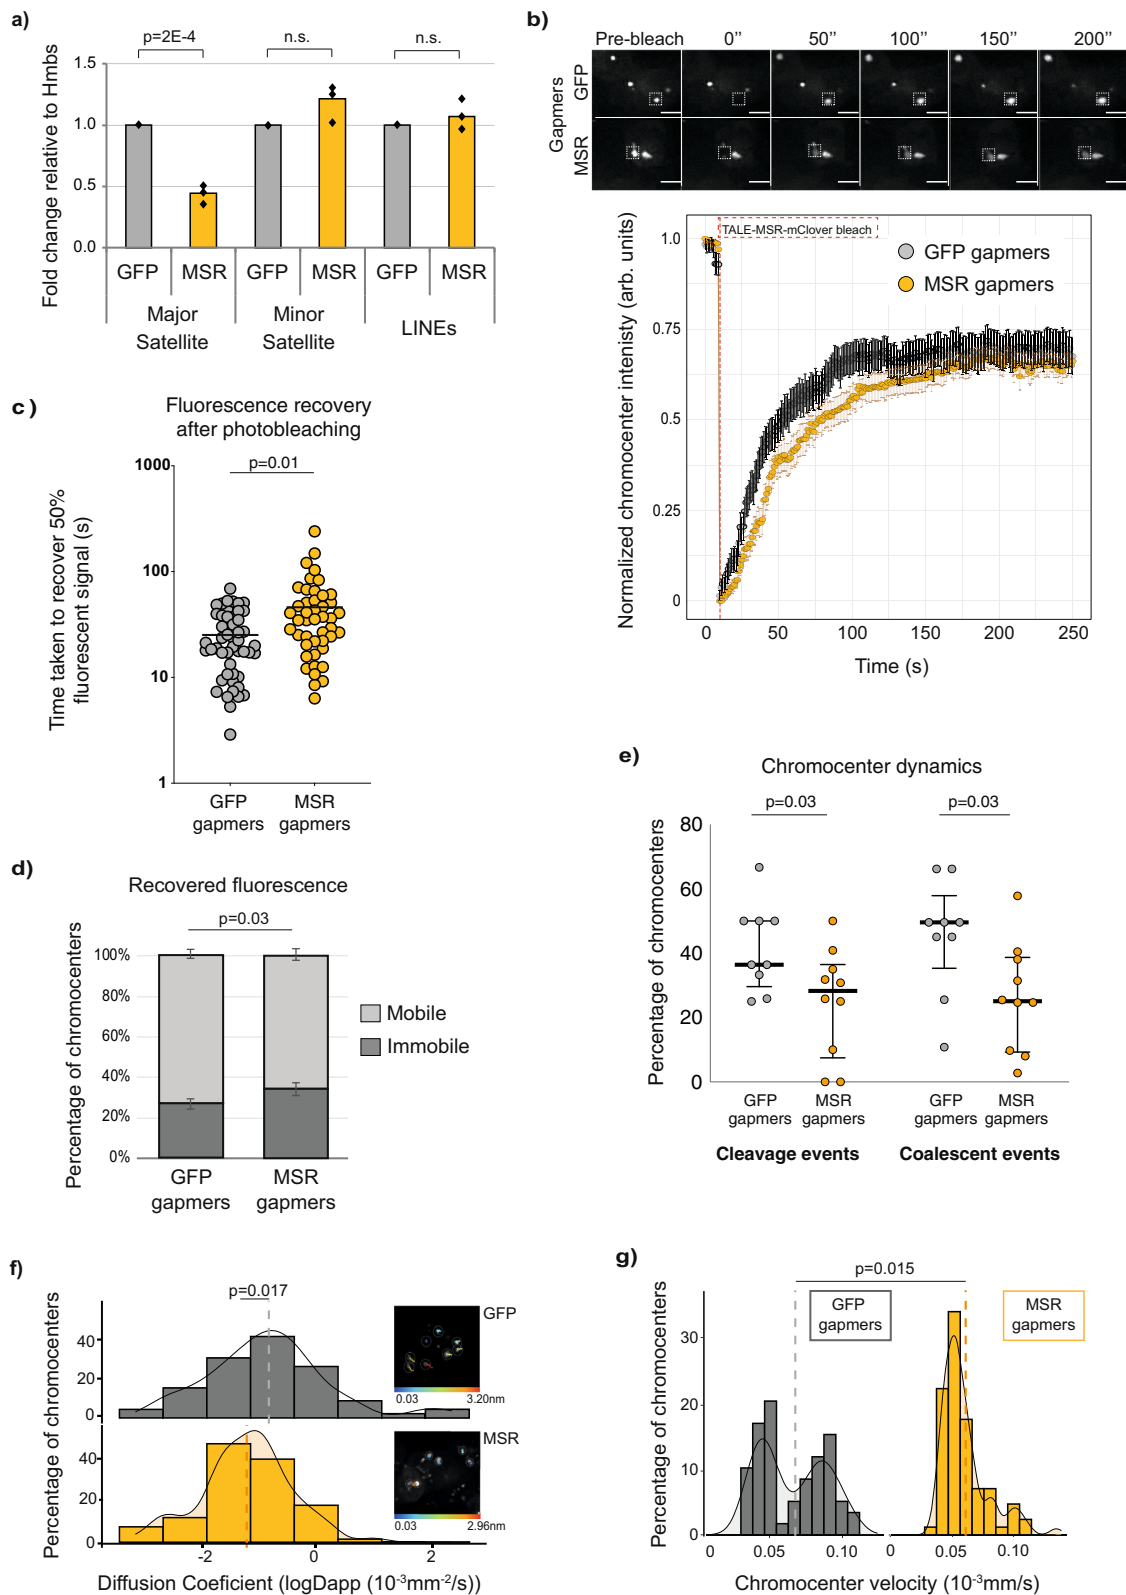 a)
p=2E-4
n.s.
n.s.
Fold change relative to Hmbs
1.5
1.0
0.5
0.0
GFP
MSR
GFP
MSR
GFP
MSR
Major
Satellite
Minor
Satellite
LINEs
b)
Pre-bleach
0’’
50’’
100’’
150’’
200’’
Gapmers
GFP
MSR
TALE-MSR-mClover bleach
GFP gapmers
MSR gapmers
Normalized chromocenter intenisty (arb. units)
1.0
0.75
0.5
0.25
0
0
50
100
150
200
250
Time (s)
c)
Fluorescence recovery
after photobleaching
p=0.01
Time taken to recover 50%
fluorescent signal (s)
1000
100
10
1
GFP
gapmers
MSR
gapmers
d)
Recovered fluorescence
p=0.03
Percentage of chromocenters
100%
80%
60%
40%
20%
0%
Mobile
Immobile
GFP
gapmers
MSR
gapmers
e)
Chromocenter dynamics
p=0.03
p=0.03
Percentage of chromocenters
80
60
40
20
0
GFP
gapmers
MSR
gapmers
GFP
gapmers
MSR
gapmers
Cleavage events
Coalescent events
f)
p=0.017
Percentage of chromocenters
40
20
0
GFP
0.03
3.20nm
40
20
0
MSR
0.03
2.96nm
-2
0
2
Diffusion Coeficient (logDapp (10⁻³mm⁻²/s))
g)
p=0.015
GFP
gapmers
MSR
gapmers
Percentage of chromocenters
30
20
10
0
0
0.05
0.10
0
0.05
0.10
Chromocenter velocity (10⁻³mm/s)